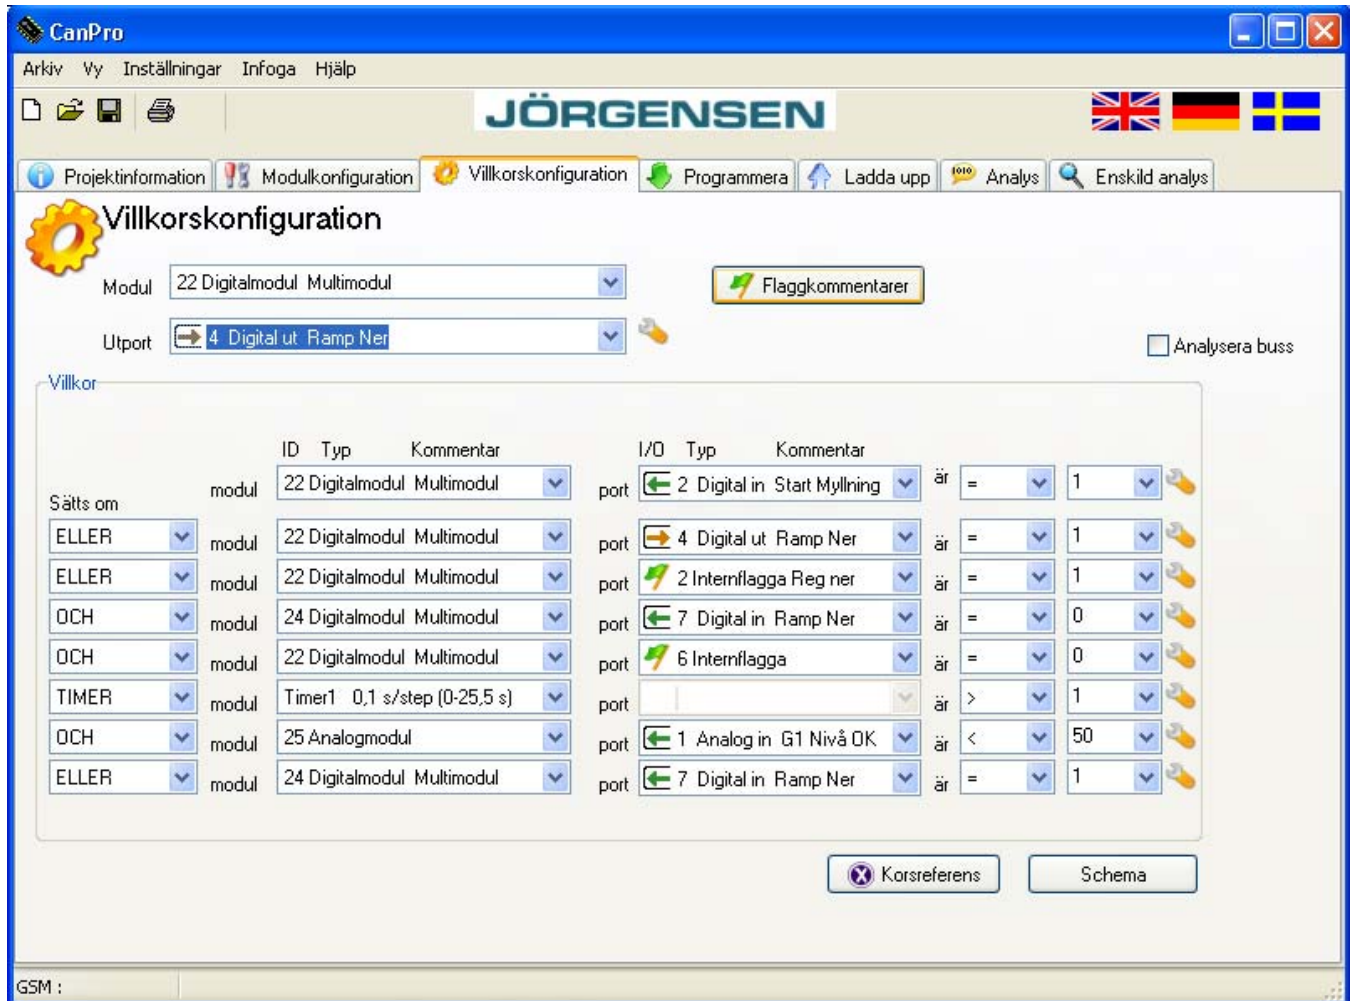 CanPro
Arkiv Vy Inställningar Infoga Hjälp
JÖRGENSEN
Projektinformation Modulkonfiguration Villkorskonfiguration Programmera Ladda upp 1010 Analys Enskild analys
Villkorskonfiguration
Modul 22 Digitalmodul Multimodul Flaggkommentarer
Utport 4 Digital ut Ramp Ner
Analysera buss
Villkor
ID Typ Kommentar I/O Typ Kommentar
modul 22 Digitalmodul Multimodul port 2 Digital in Start Myllning är = 1
Sätts om
ELLER modul 22 Digitalmodul Multimodul port 4 Digital ut Ramp Ner är = 1
ELLER modul 22 Digitalmodul Multimodul port 2 Internflagga Reg ner är = 1
OCH modul 24 Digitalmodul Multimodul port 7 Digital in Ramp Ner är = 0
OCH modul 22 Digitalmodul Multimodul port 6 Internflagga är = 0
TIMER modul Timer1 0,1 s/step (0-25,5 s) port är > 1
OCH modul 25 Analogmodul port 1 Analog in G1 Nivå OK är < 50
ELLER modul 24 Digitalmodul Multimodul port 7 Digital in Ramp Ner är = 1
Korsreferens Schema
GSM :